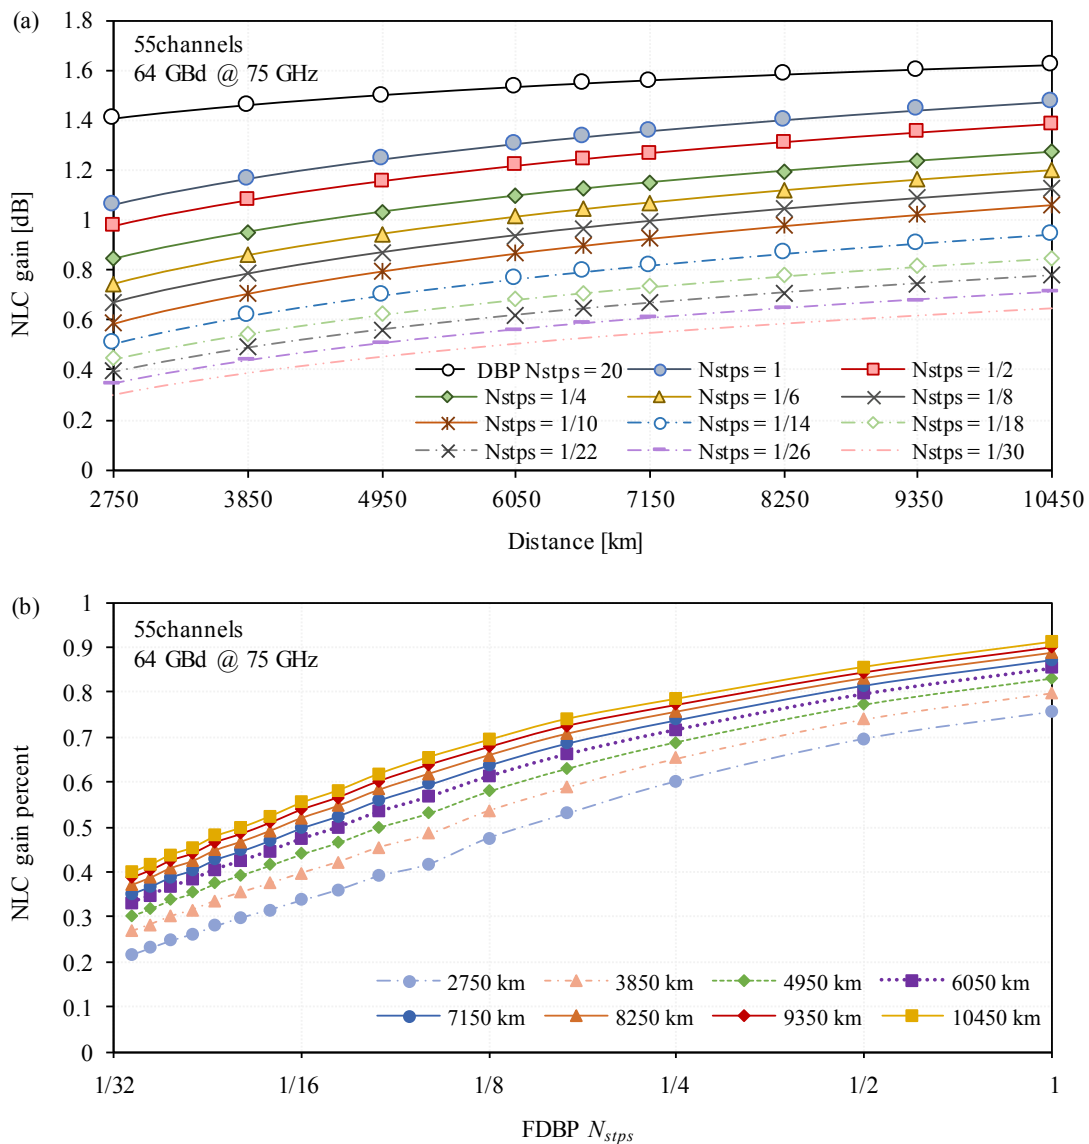 (a)
55channels
64 GBd @ 75 GHz
NLC gain [dB]
1.8
1.6
1.4
1.2
1
0.8
0.6
0.4
0.2
0
DBP Nstps = 20 Nstps = 1 Nstps = 1/2
Nstps = 1/4 Nstps = 1/6 Nstps = 1/8
Nstps = 1/10 Nstps = 1/14 Nstps = 1/18
Nstps = 1/22 Nstps = 1/26 Nstps = 1/30
2750 3850 4950 6050 7150 8250 9350 10450
Distance [km]
(b)
55channels
64 GBd @ 75 GHz
NLC gain percent
1
0.9
0.8
0.7
0.6
0.5
0.4
0.3
0.2
0.1
0
2750 km 3850 km 4950 km 6050 km
7150 km 8250 km 9350 km 10450 km
1/32 1/16 1/8 1/4 1/2 1
FDBP Nstps